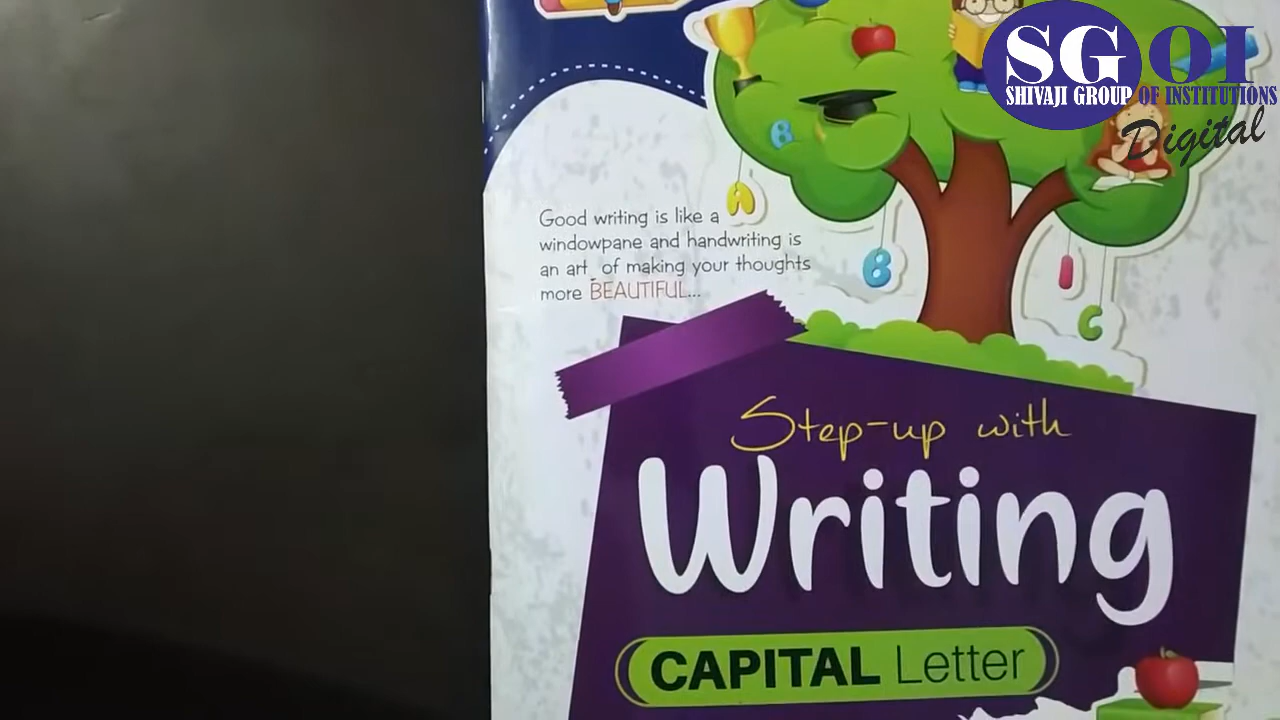 SGOI
SHIVAJI GROUP OF INSTITUTIONS
Digital
B
A
Good writing is like a
windowpane and handwriting is
an art of making your thoughts
more BEAUTIFUL...
B
I
C
Step-up with
Writing
CAPITAL Letter